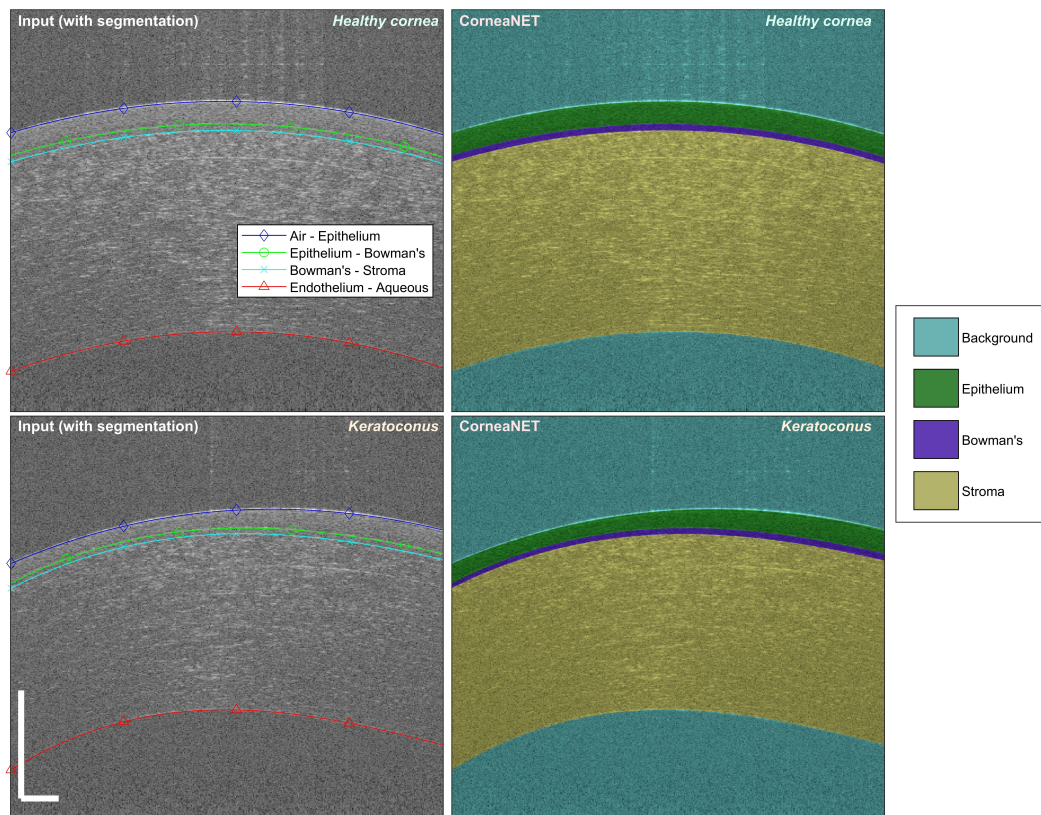 Input (with segmentation)
Healthy cornea
CorneaNET
Healthy cornea
Air - Epithelium
Epithelium - Bowman's
Bowman's - Stroma
Endothelium - Aqueous
Background
Epithelium
Bowman's
Stroma
Input (with segmentation)
Keratoconus
CorneaNET
Keratoconus